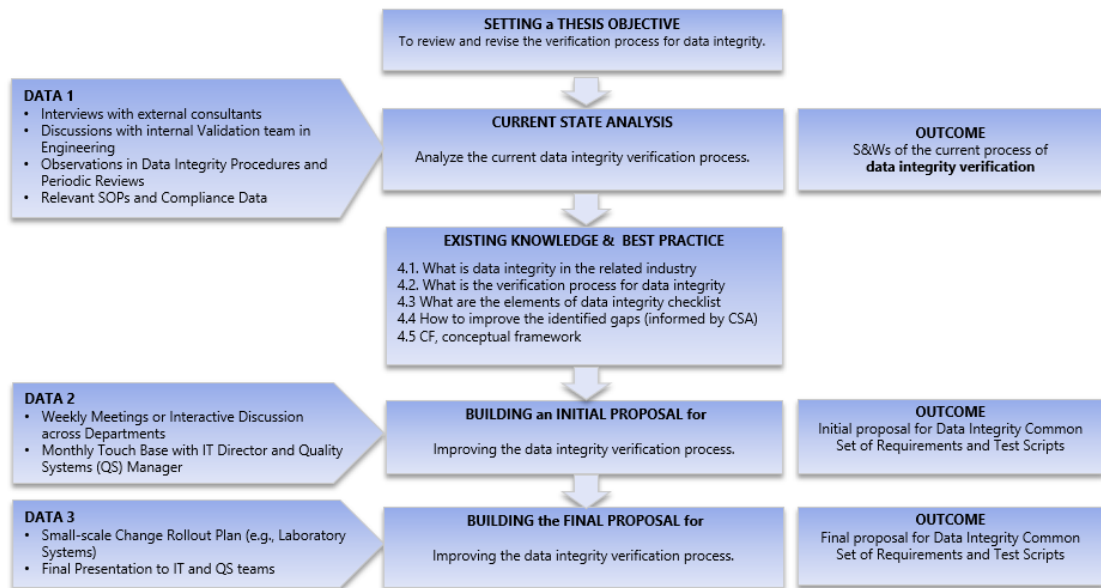 SETTING a THESIS OBJECTIVE
To review and revise the verification process for data integrity.
DATA 1
• Interviews with external consultants
• Discussions with internal Validation team in
Engineering
• Observations in Data Integrity Procedures and
Periodic Reviews
• Relevant SOPs and Compliance Data
CURRENT STATE ANALYSIS
Analyze the current data integrity verification process.
OUTCOME
S&Ws of the current process of
data integrity verification
EXISTING KNOWLEDGE & BEST PRACTICE
4.1. What is data integrity in the related industry
4.2. What is the verification process for data integrity
4.3 What are the elements of data integrity checklist
4.4 How to improve the identified gaps (informed by CSA)
4.5 CF, conceptual framework
DATA 2
• Weekly Meetings or Interactive Discussion
across Departments
• Monthly Touch Base with IT Director and Quality
Systems (QS) Manager
BUILDING an INITIAL PROPOSAL for
Improving the data integrity verification process.
OUTCOME
Initial proposal for Data Integrity Common
Set of Requirements and Test Scripts
DATA 3
• Small-scale Change Rollout Plan (e.g., Laboratory
Systems)
• Final Presentation to IT and QS teams
BUILDING the FINAL PROPOSAL for
Improving the data integrity verification process.
OUTCOME
Final proposal for Data Integrity Common
Set of Requirements and Test Scripts